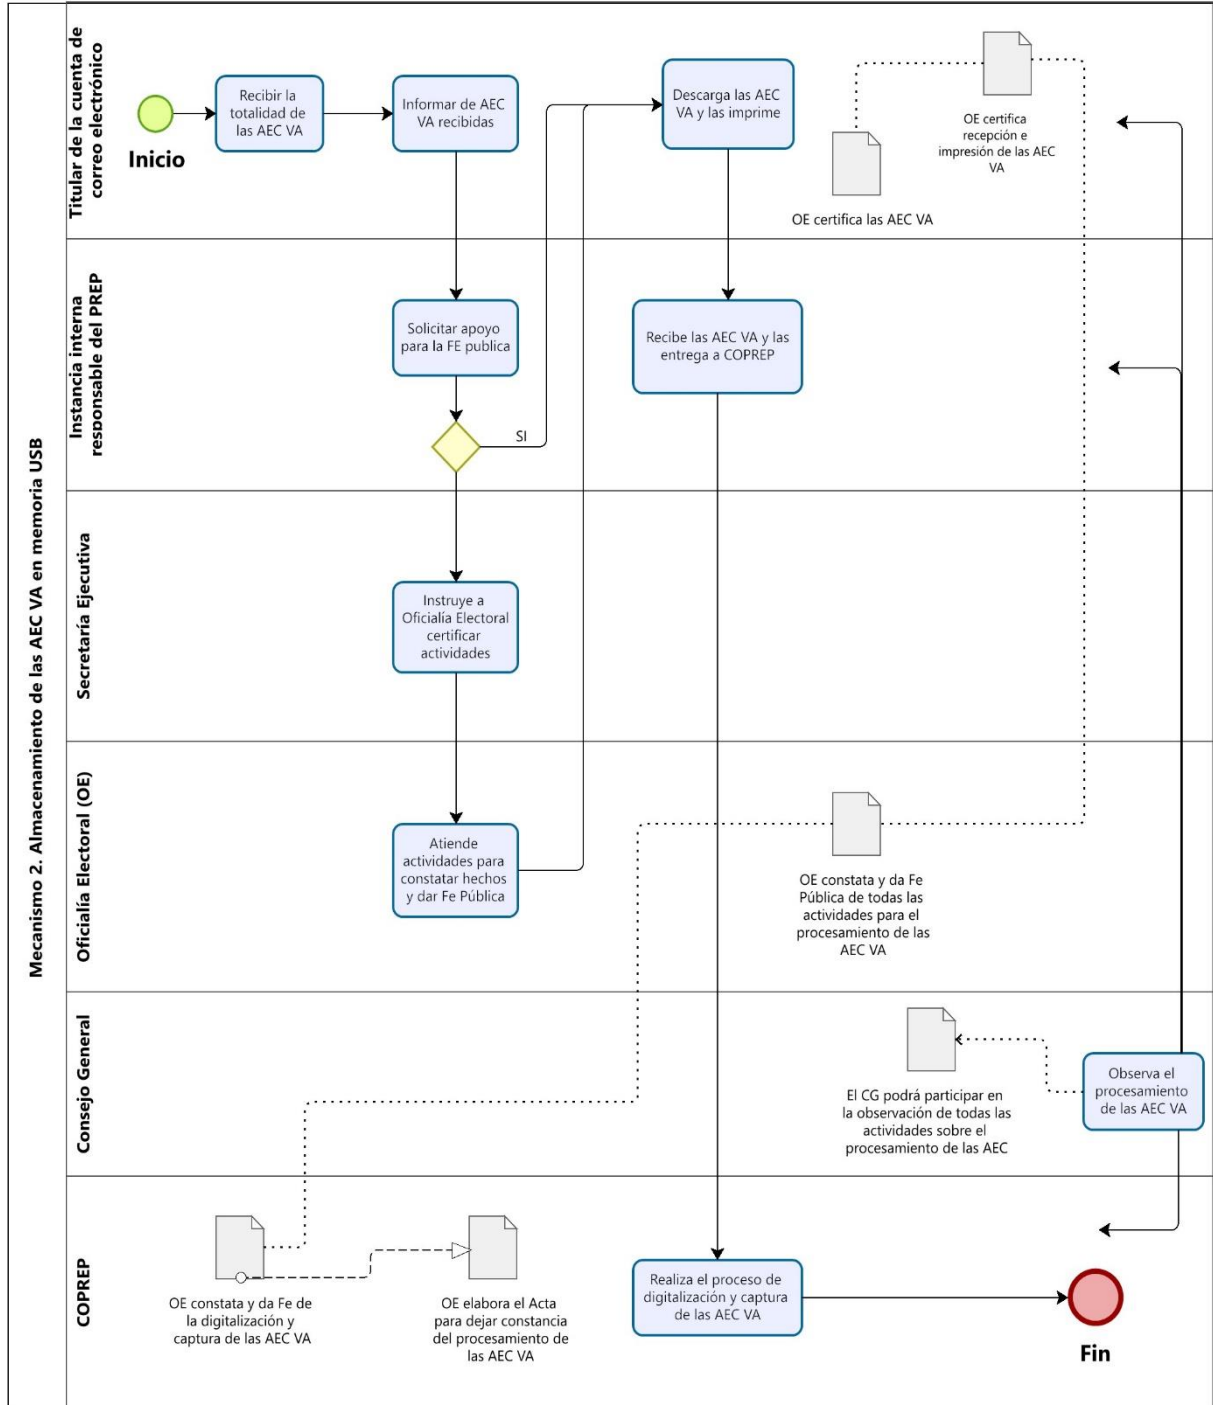 Mecanismo 2. Almacenamiento de las AEC VA en memoria USB
Titular de la cuenta de
correo electrónico
Inicio
Recibir la
totalidad de
las AEC VA
Informar de AEC
VA recibidas
Descarga las AEC
VA y las imprime
OE certifica las AEC VA
OE certifica
recepción e
impresión de las AEC
VA
Instancia interna
responsable del PREP
Solicitar apoyo
para la FE publica
SI
Recibe las AEC VA y las
entrega a COPREP
Secretaría Ejecutiva
Instruye a
Oficialía Electoral
certificar
actividades
Oficialía Electoral (OE)
Atiende
actividades para
constatar hechos
y dar Fe Pública
OE constata y da Fe
Pública de todas las
actividades para el
procesamiento de las
AEC VA
Consejo General
El CG podrá participar en
la observación de todas las
actividades sobre el
procesamiento de las AEC
Observa el
procesamiento
de las AEC VA
COPREP
OE constata y da Fe de
la digitalización y
captura de las AEC VA
OE elabora el Acta
para dejar constancia
del procesamiento de
las AEC VA
Realiza el proceso de
digitalización y captura
de las AEC VA
Fin